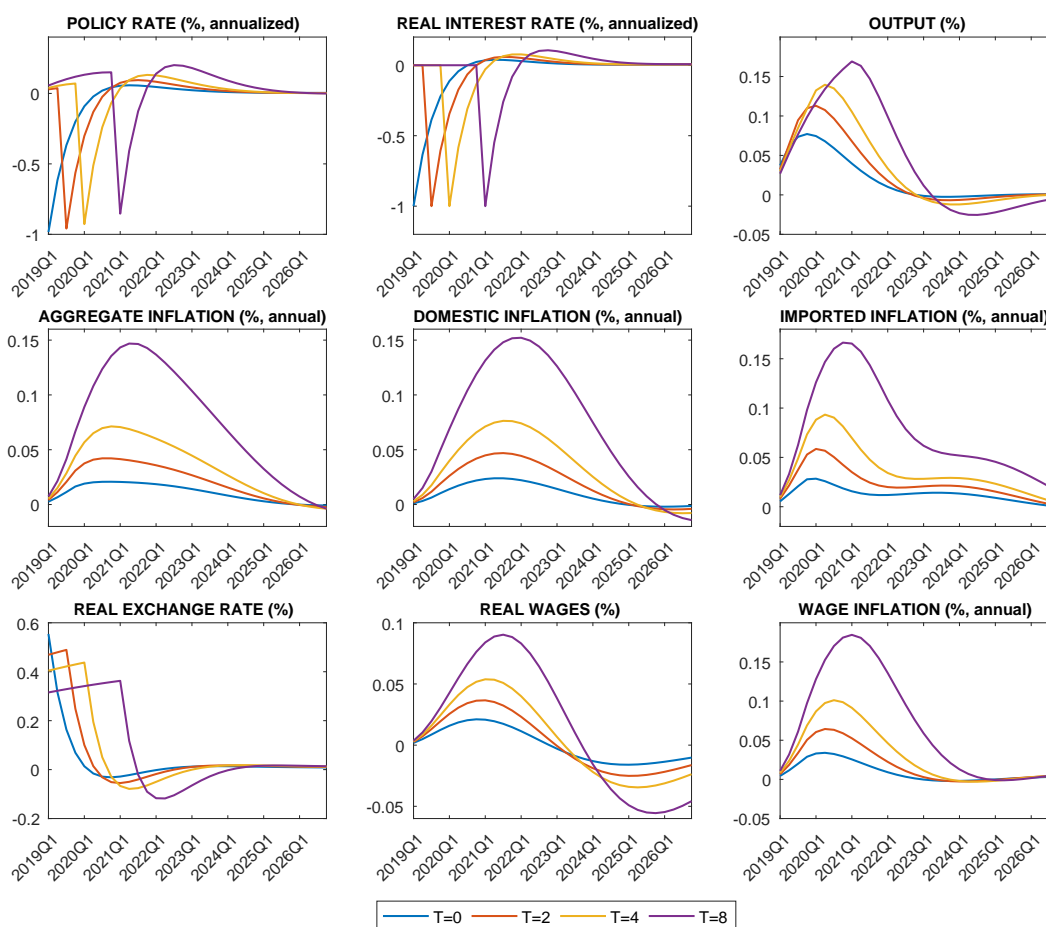 POLICY RATE (%, annualized)
0
-0.5
-1
2019Q1
2020Q1
2021Q1
2022Q1
2023Q1
2024Q1
2025Q1
2026Q1
REAL INTEREST RATE (%, annualized)
0
-0.5
-1
2019Q1
2020Q1
2021Q1
2022Q1
2023Q1
2024Q1
2025Q1
2026Q1
OUTPUT (%)
0.15
0.1
0.05
0
-0.05
2019Q1
2020Q1
2021Q1
2022Q1
2023Q1
2024Q1
2025Q1
2026Q1
AGGREGATE INFLATION (%, annual)
0.15
0.1
0.05
0
2019Q1
2020Q1
2021Q1
2022Q1
2023Q1
2024Q1
2025Q1
2026Q1
DOMESTIC INFLATION (%, annual)
0.15
0.1
0.05
0
2019Q1
2020Q1
2021Q1
2022Q1
2023Q1
2024Q1
2025Q1
2026Q1
IMPORTED INFLATION (%, annual)
0.15
0.1
0.05
0
2019Q1
2020Q1
2021Q1
2022Q1
2023Q1
2024Q1
2025Q1
2026Q1
REAL EXCHANGE RATE (%)
0.6
0.4
0.2
0
-0.2
2019Q1
2020Q1
2021Q1
2022Q1
2023Q1
2024Q1
2025Q1
2026Q1
REAL WAGES (%)
0.1
0.05
0
-0.05
2019Q1
2020Q1
2021Q1
2022Q1
2023Q1
2024Q1
2025Q1
2026Q1
WAGE INFLATION (%, annual)
0.15
0.1
0.05
0
-0.05
2019Q1
2020Q1
2021Q1
2022Q1
2023Q1
2024Q1
2025Q1
2026Q1
T=0 T=2 T=4 T=8